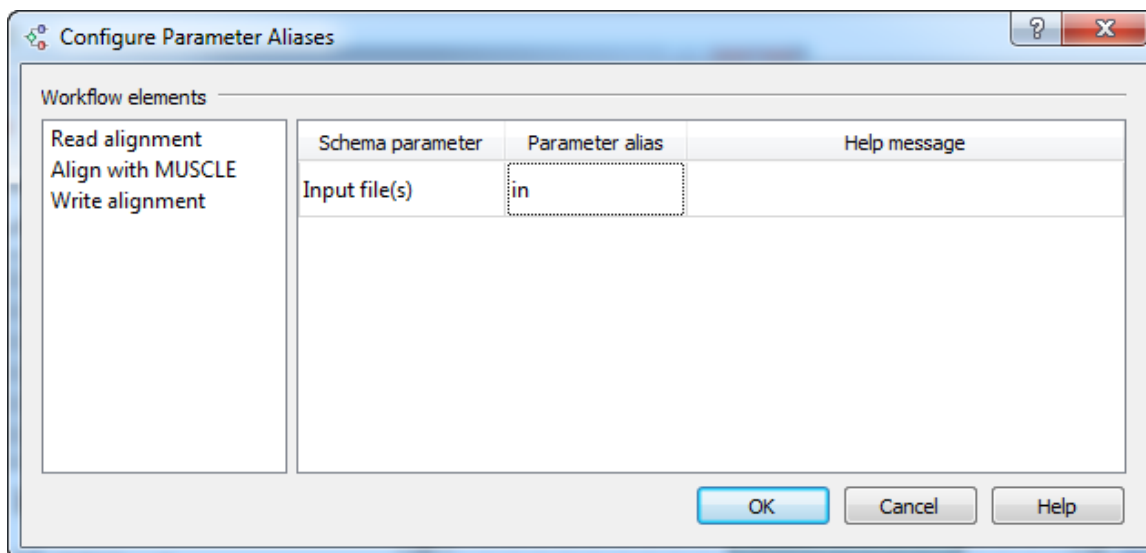 Configure Parameter Aliases
Workflow elements
Read alignment
Align with MUSCLE
Write alignment
Schema parameter Parameter alias Help message
Input file(s) in
OK Cancel Help